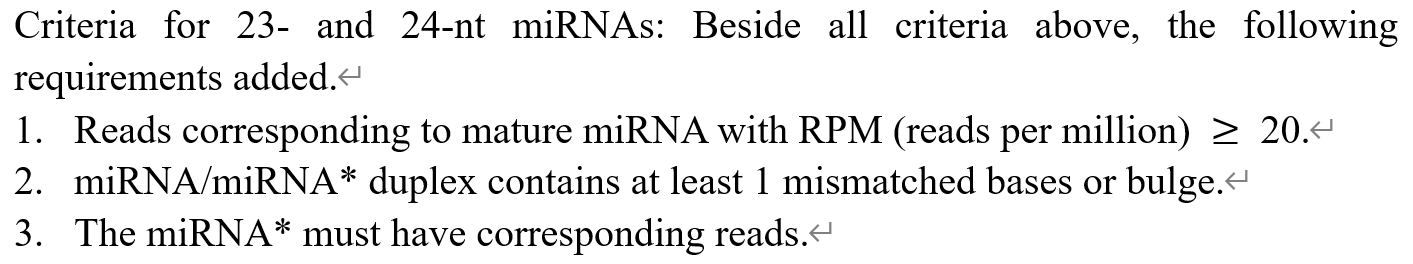 Criteria for 23- and 24-nt miRNAs: Beside all criteria above, the following
requirements added.↵
1. Reads corresponding to mature miRNA with RPM (reads per million) ≥ 20.↵
2. miRNA/miRNA* duplex contains at least 1 mismatched bases or bulge.↵
3. The miRNA* must have corresponding reads.↵